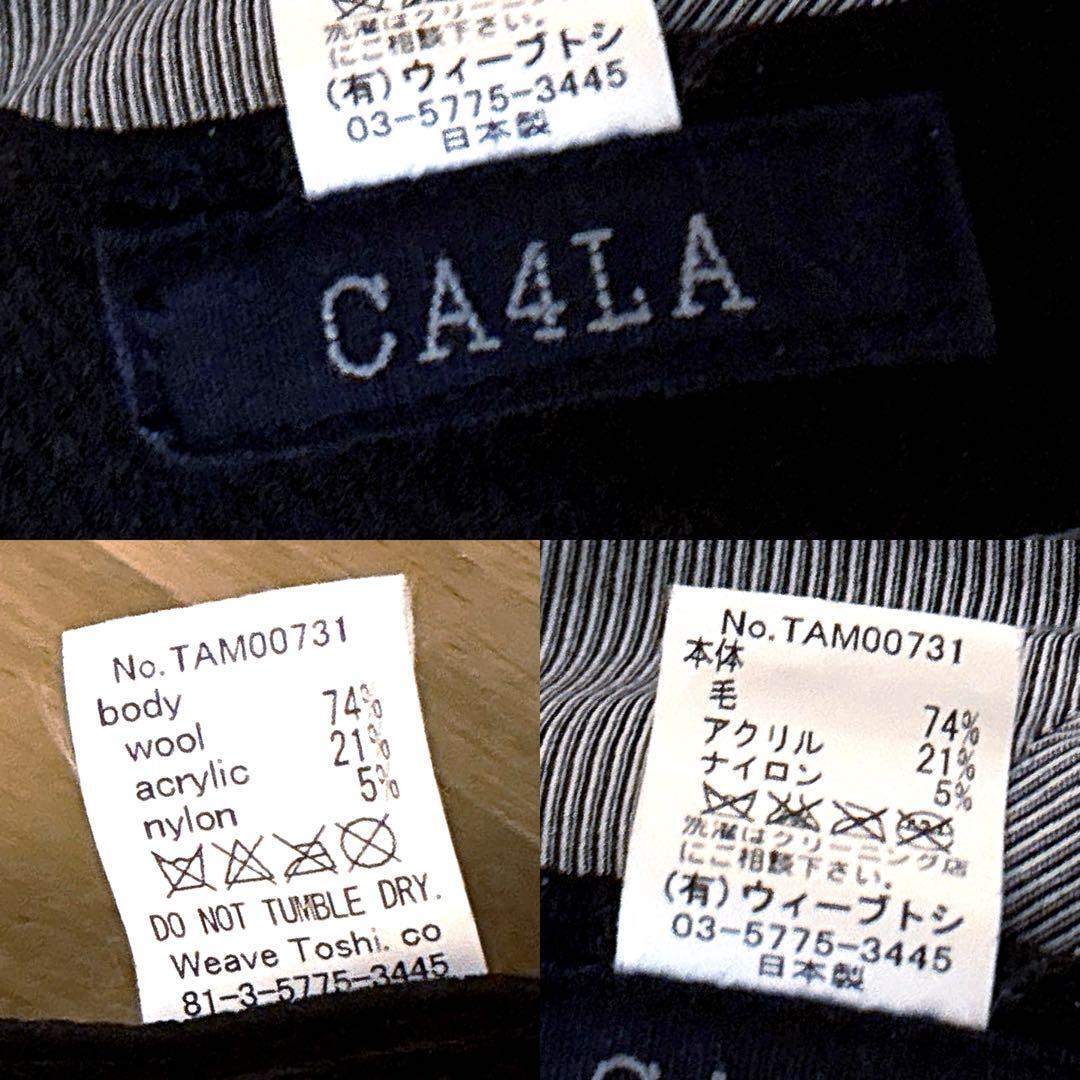 洗濯はクリーニング
にご相談下さい。
(有)ウィーブトシ
03-5775-3445
日本製
CA4LA
No.TAM00731
body
wool 74%
acrylic 21%
nylon 5%
DO NOT TUMBLE DRY.
Weave Toshi. co
81-3-5775-3445
No.TAM00731
本体
毛 74%
アクリル 21%
ナイロン 5%
洗濯はクリーニング店
にご相談下さい。
(有)ウィーブトシ
03-5775-3445
日本製